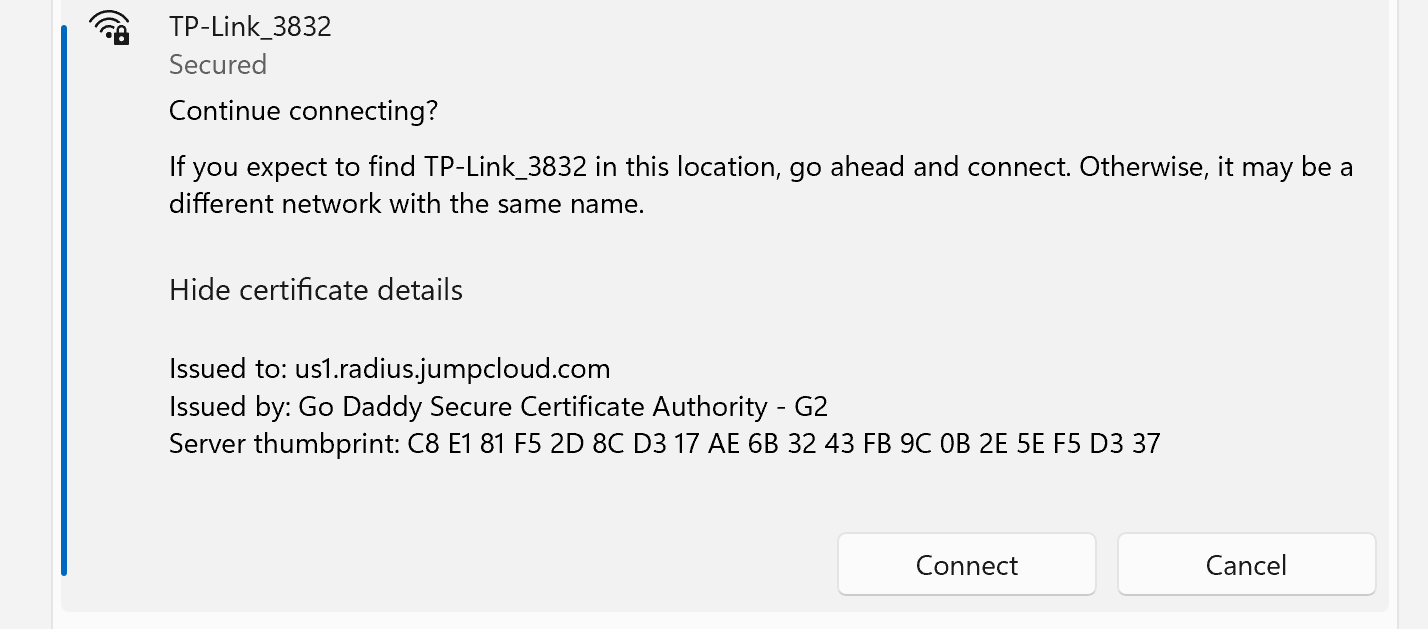 TP-Link_3832
Secured
Continue connecting?
If you expect to find TP-Link_3832 in this location, go ahead and connect. Otherwise, it may be a
different network with the same name.
Hide certificate details
Issued to: us1.radius.jumpcloud.com
Issued by: Go Daddy Secure Certificate Authority - G2
Server thumbprint: C8 E1 81 F5 2D 8C D3 17 AE 6B 32 43 FB 9C 0B 2E 5E F5 D3 37
Connect Cancel